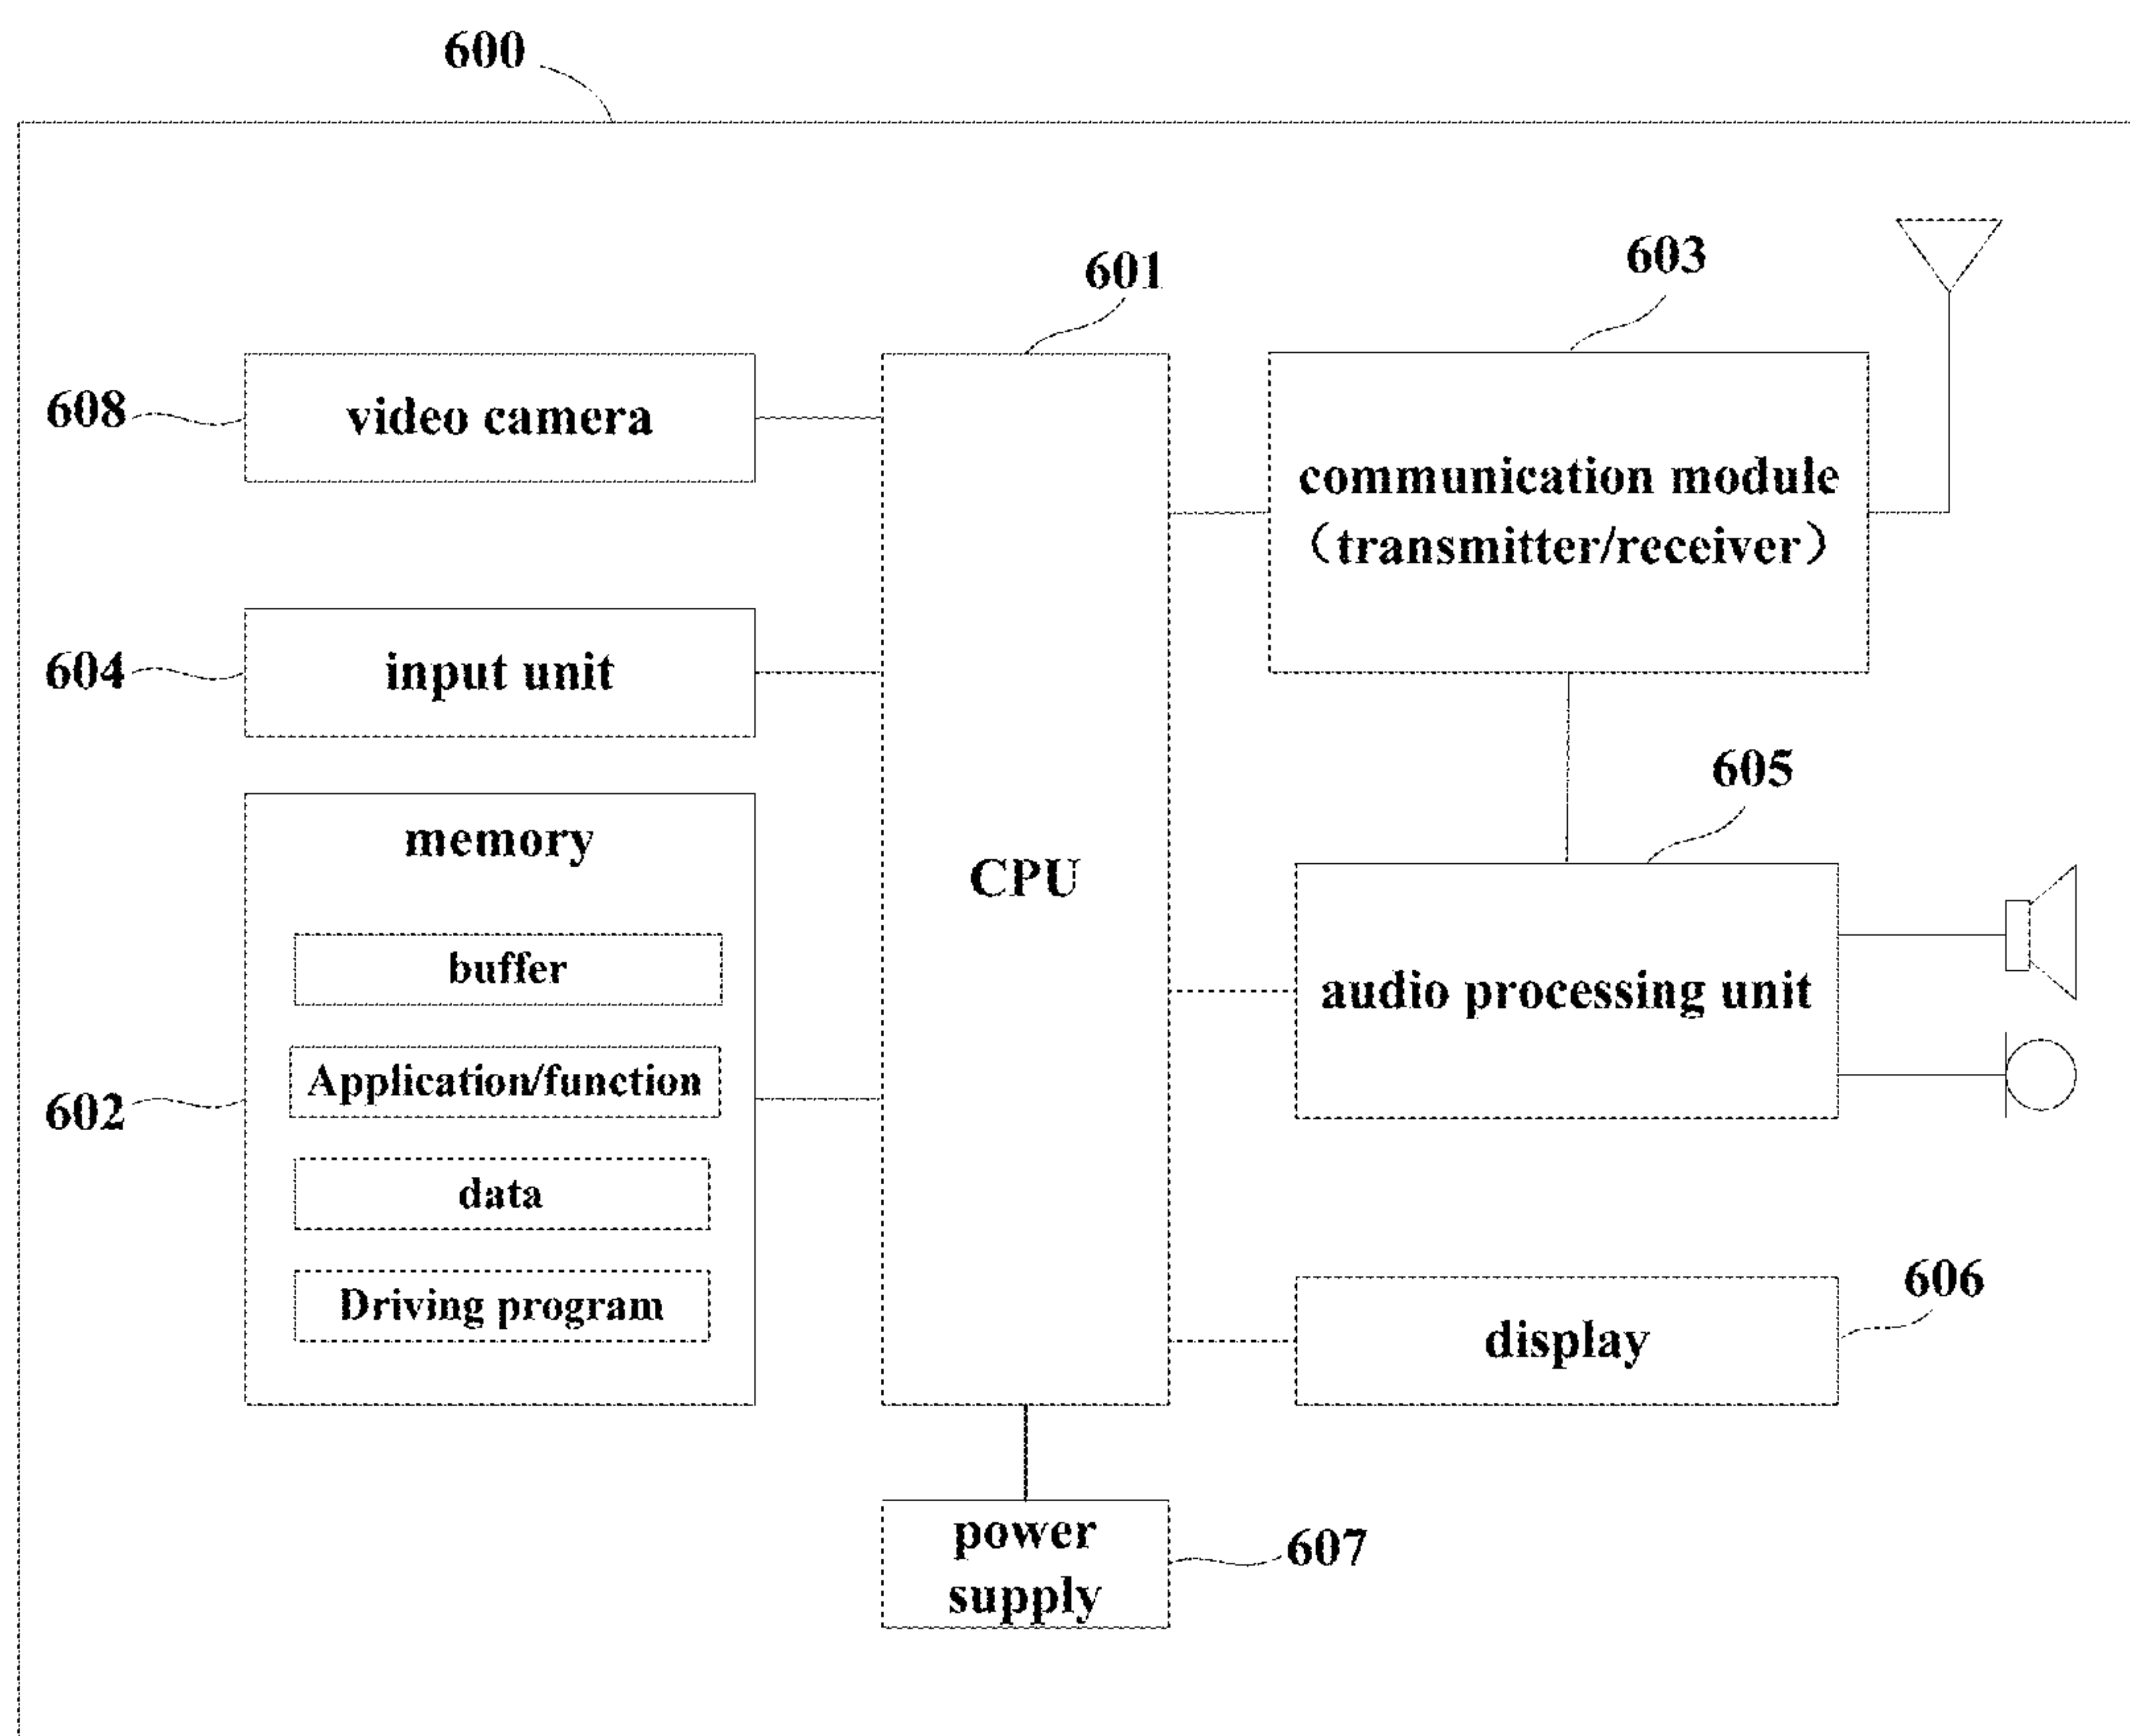 600
601
603
608
video camera
communication module
（transmitter/receiver）
604
input unit
605
memory
CPU
buffer
audio processing unit
Application/function
602
data
606
Driving program
display
power
supply
607